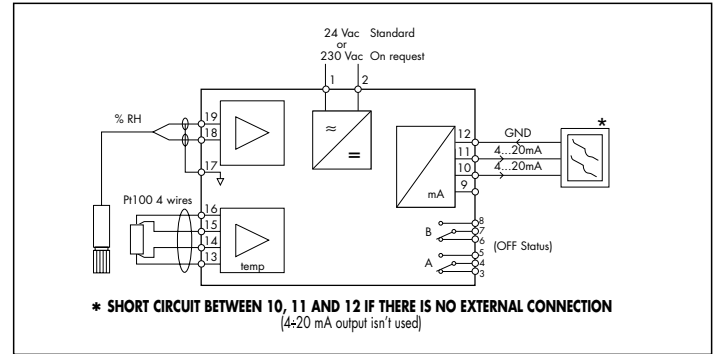 24 Vac Standard
or
230 Vac On request
1 2
% RH
19
18
17
Pt100 4 wires
16
15
14
13
temp
≈
=
mA
12
11
10
9
GND
4...20mA
4...20mA
*
B
8
7
6
(OFF Status)
A
5
4
3
* SHORT CIRCUIT BETWEEN 10, 11 AND 12 IF THERE IS NO EXTERNAL CONNECTION
(4÷20 mA output isn't used)